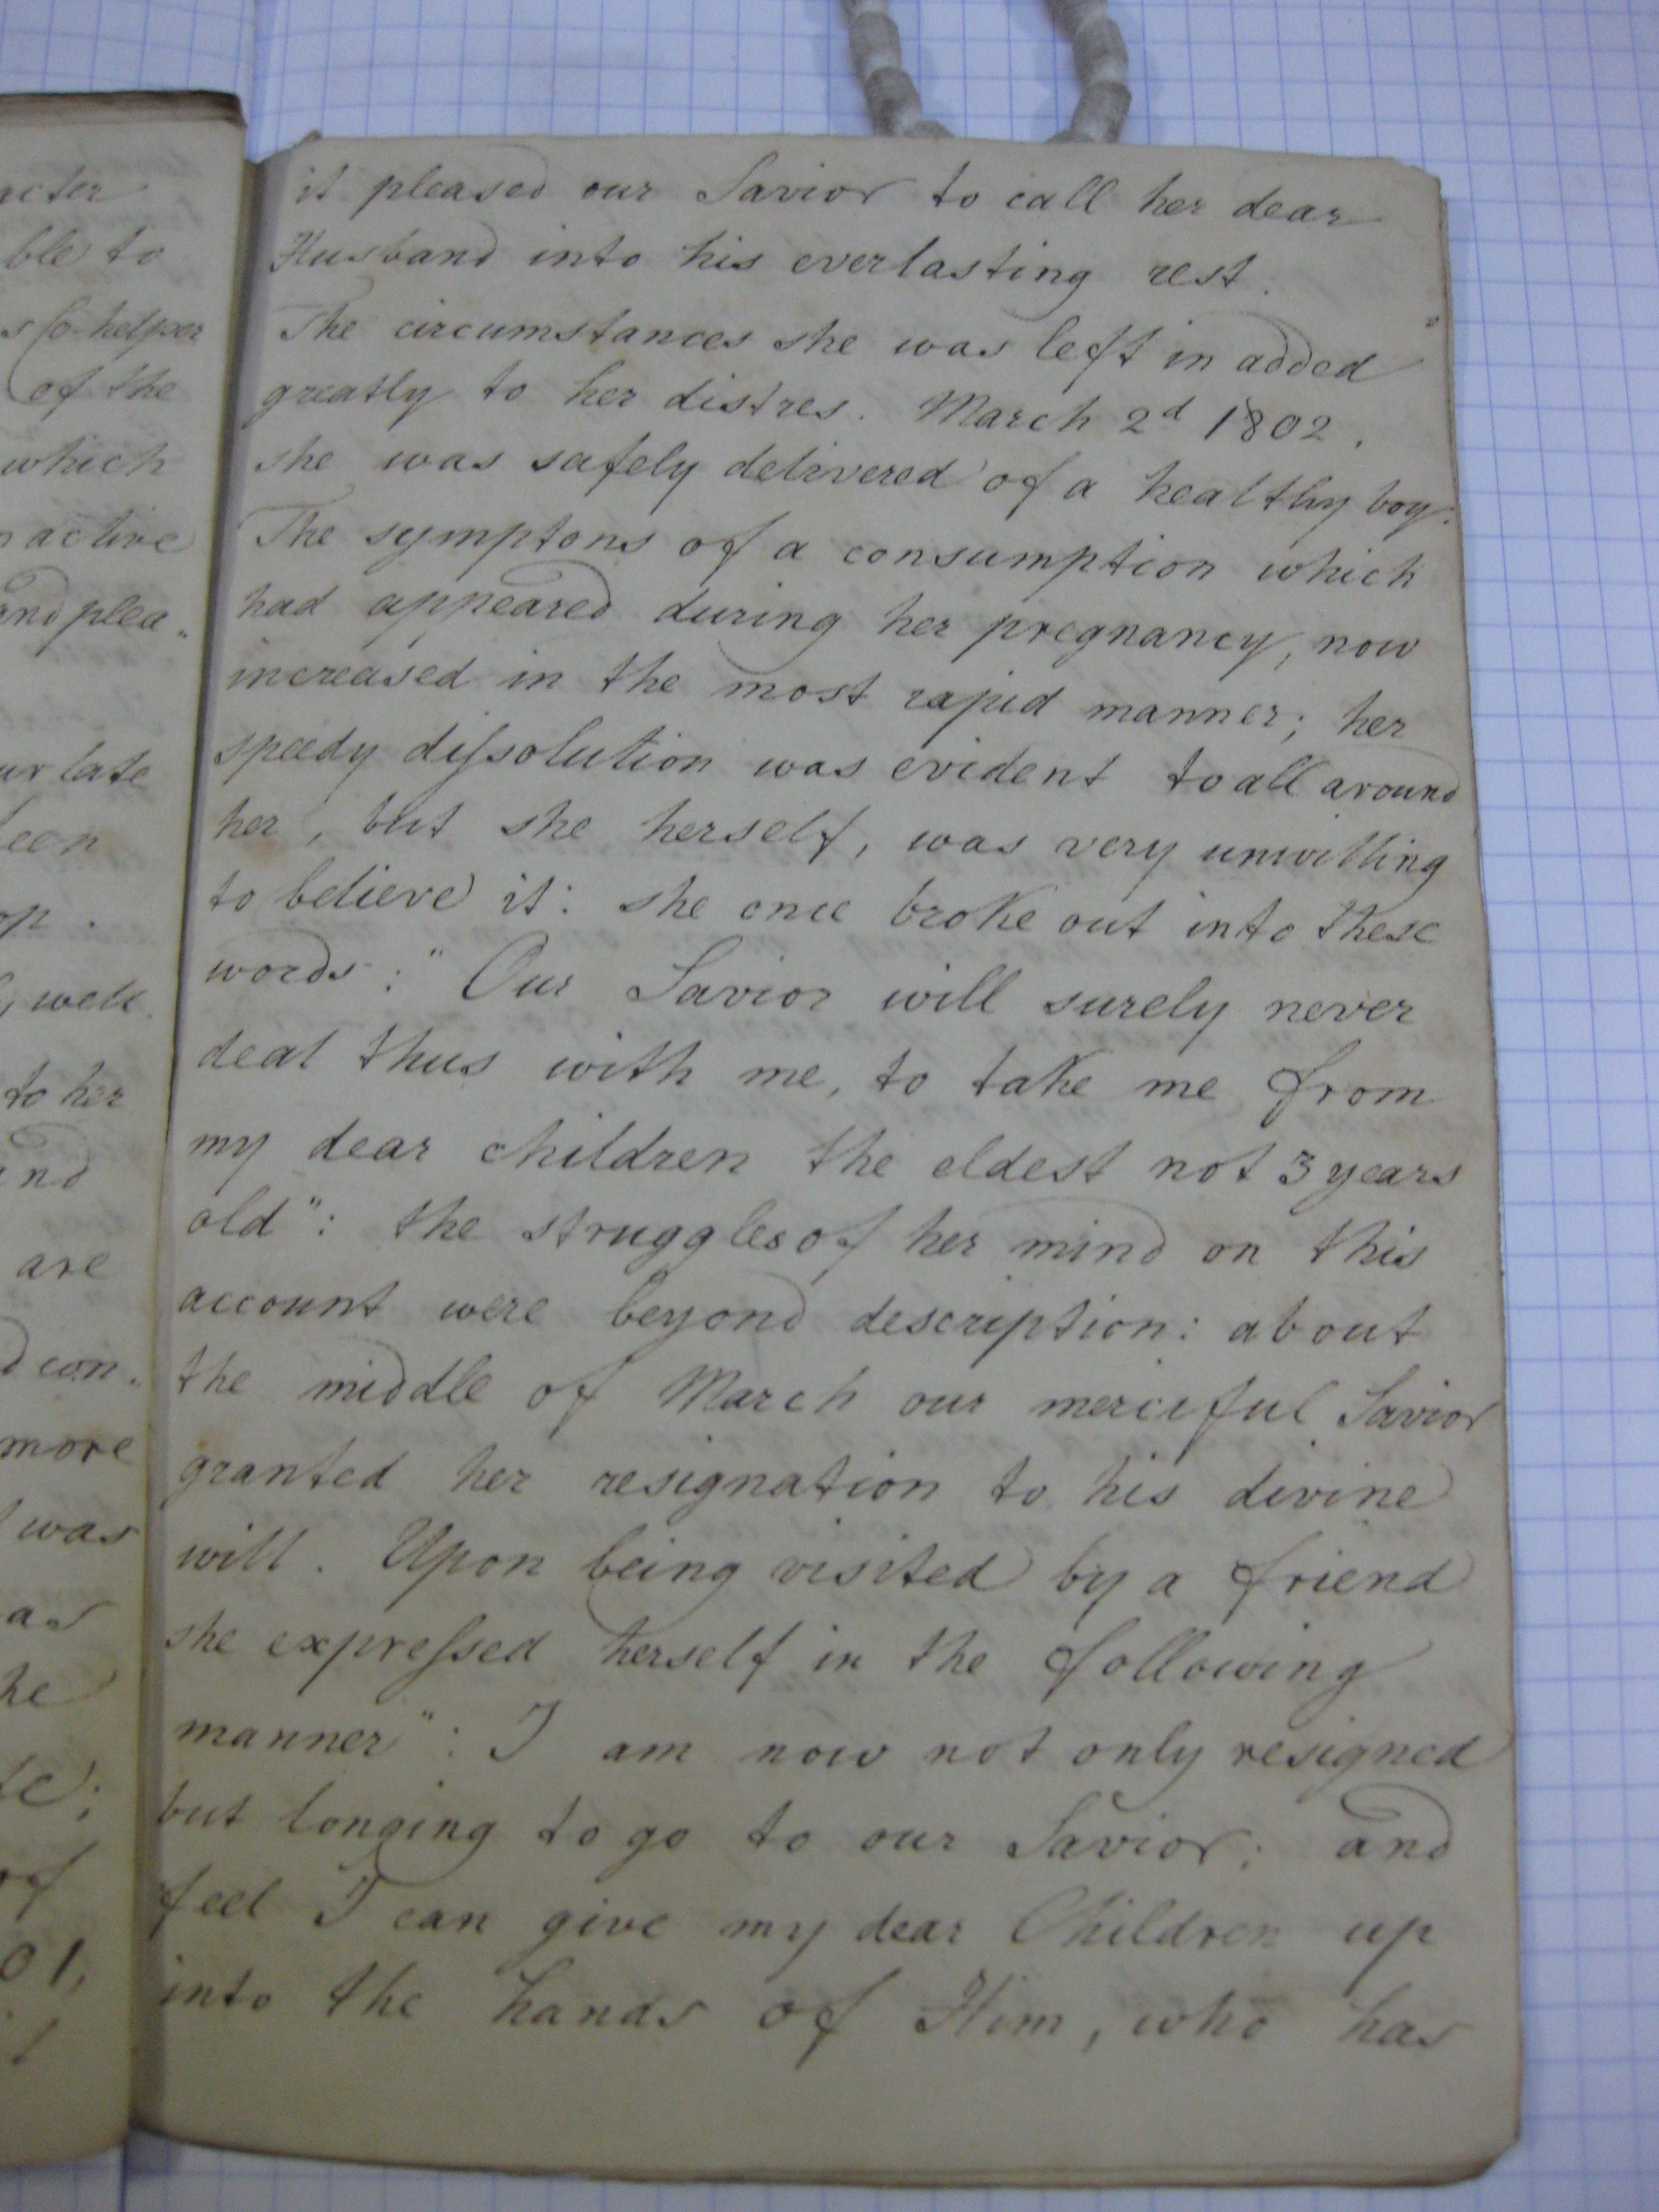 acter
ble to
s fo helper
of the
which
n active
and plea„
ur late
een
op.
y well.
to her
and
are
d con„
more
was
as
he
te;
of
01,
it pleased our Savior to call her dear
Husband into his everlasting rest.
The circumstances she was left in added
greatly to her distres. March 2d 1802.
she was safely delivered of a healthy boy.
The symptons of a consumption which
had appeared during her pregnancy, now
increased in the most rapid manner; her
speedy dißsolution was evident to all around
her, but she herself, was very unwilling
to believe it: she once broke out into these
words: "Our Savior will surely never
deal thus with me, to take me from
my dear children the eldest not 3 years
old": the struggles of her mind on this
account were beyond description: about
the middle of March our merciful Savior
granted her resignation to his divine
will. Upon being visited by a friend
she expreſsed herself in the following
manner": I am now not only resigned
but longing to go to our Savior; and
feel I can give my dear Children up
into the hands of Him, who has